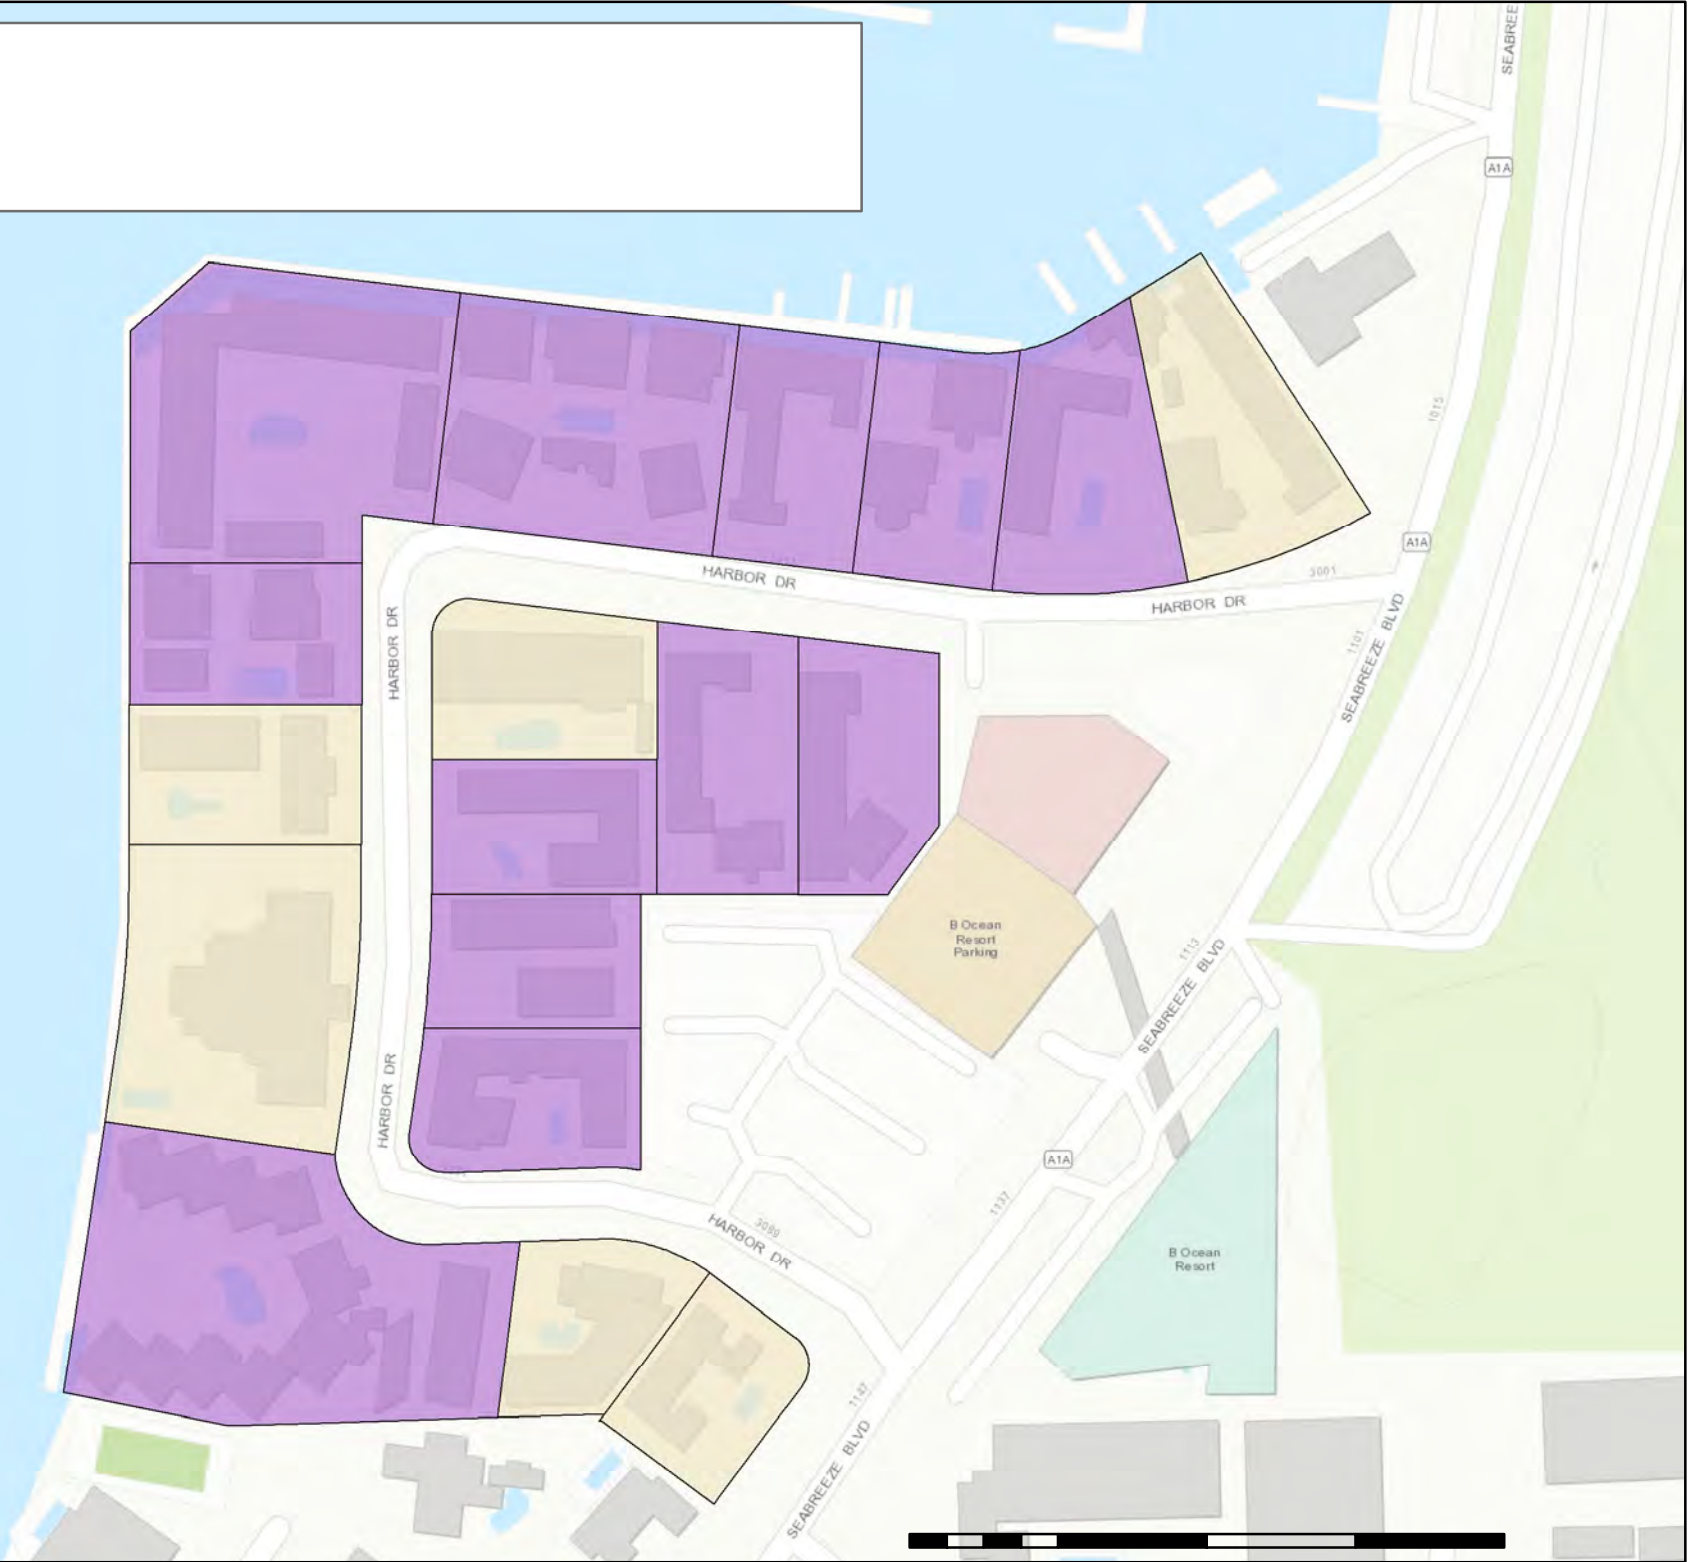 SEABREE
A1A
1015
A1A
HARBOR DR
3001
HARBOR DR
HARBOR DR
1101
SEABREEZE BLVD
B Ocean
Resort
Parking
1113
SEABREEZE BLVD
HARBOR DR
A1A
1137
3089
HARBOR DR
B Ocean
Resort
1147
SEABREEZE BLVD